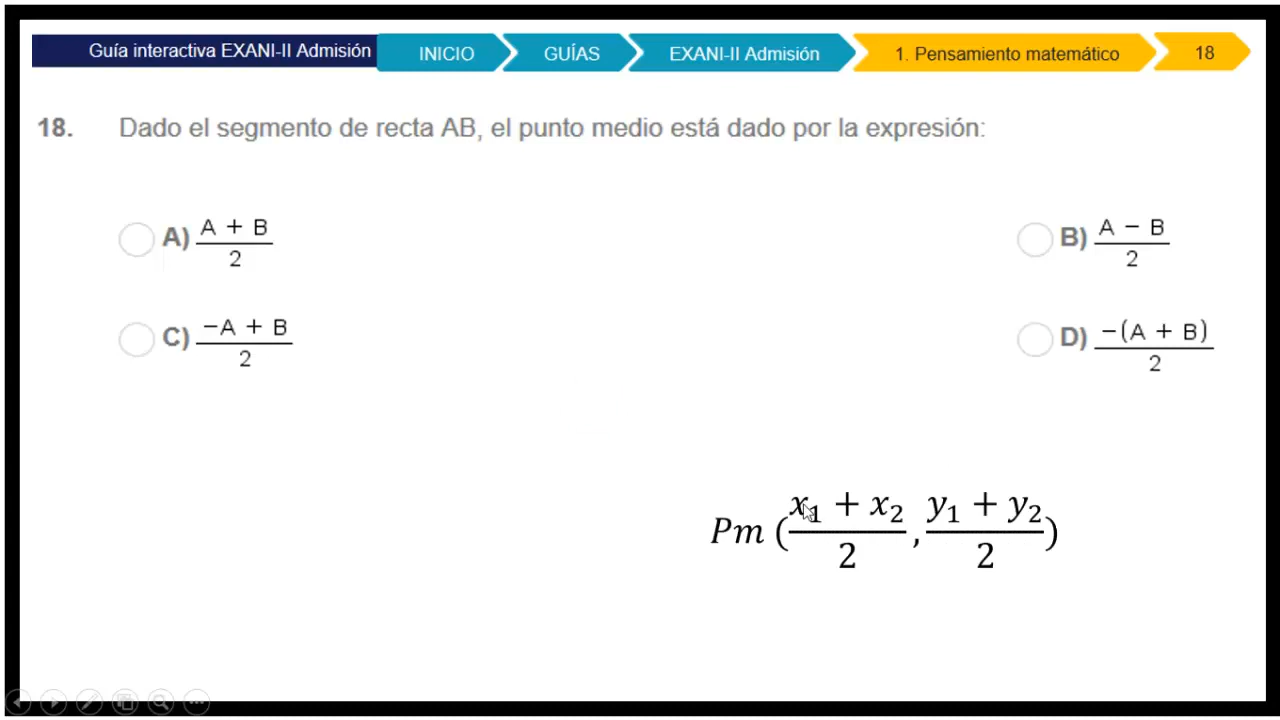 Guía interactiva EXANI-II Admisión INICIO GUÍAS EXANI-II Admisión 1. Pensamiento matemático 18
18. Dado el segmento de recta AB, el punto medio está dado por la expresión:
A) (A + B)/2 B) (A − B)/2
C) (−A + B)/2 D) −(A + B)/2
Pm ((x₁ + x₂)/2, (y₁ + y₂)/2)